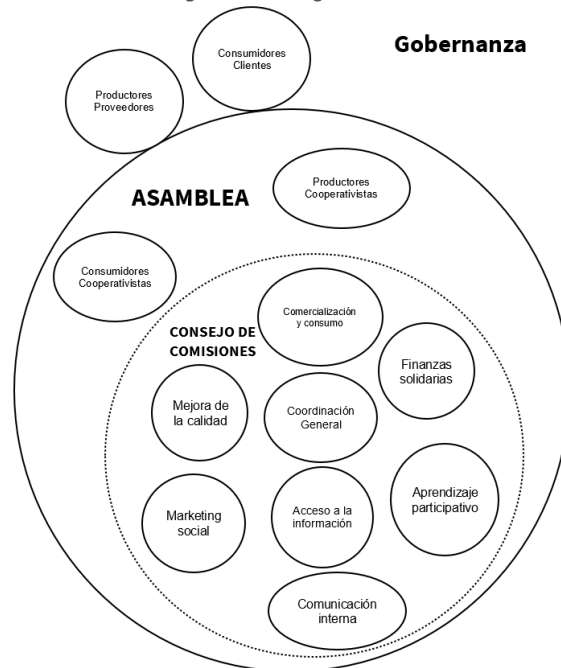 Consumidores
Clientes
Gobernanza
Productores
Proveedores
ASAMBLEA
Productores
Cooperativistas
Consumidores
Cooperativistas
Comercialización
y consumo
CONSEJO DE
COMISIONES
Finanzas
solidarias
Mejora de
la calidad
Coordinación
General
Aprendizaje
participativo
Marketing
social
Acceso a la
información
Comunicación
interna